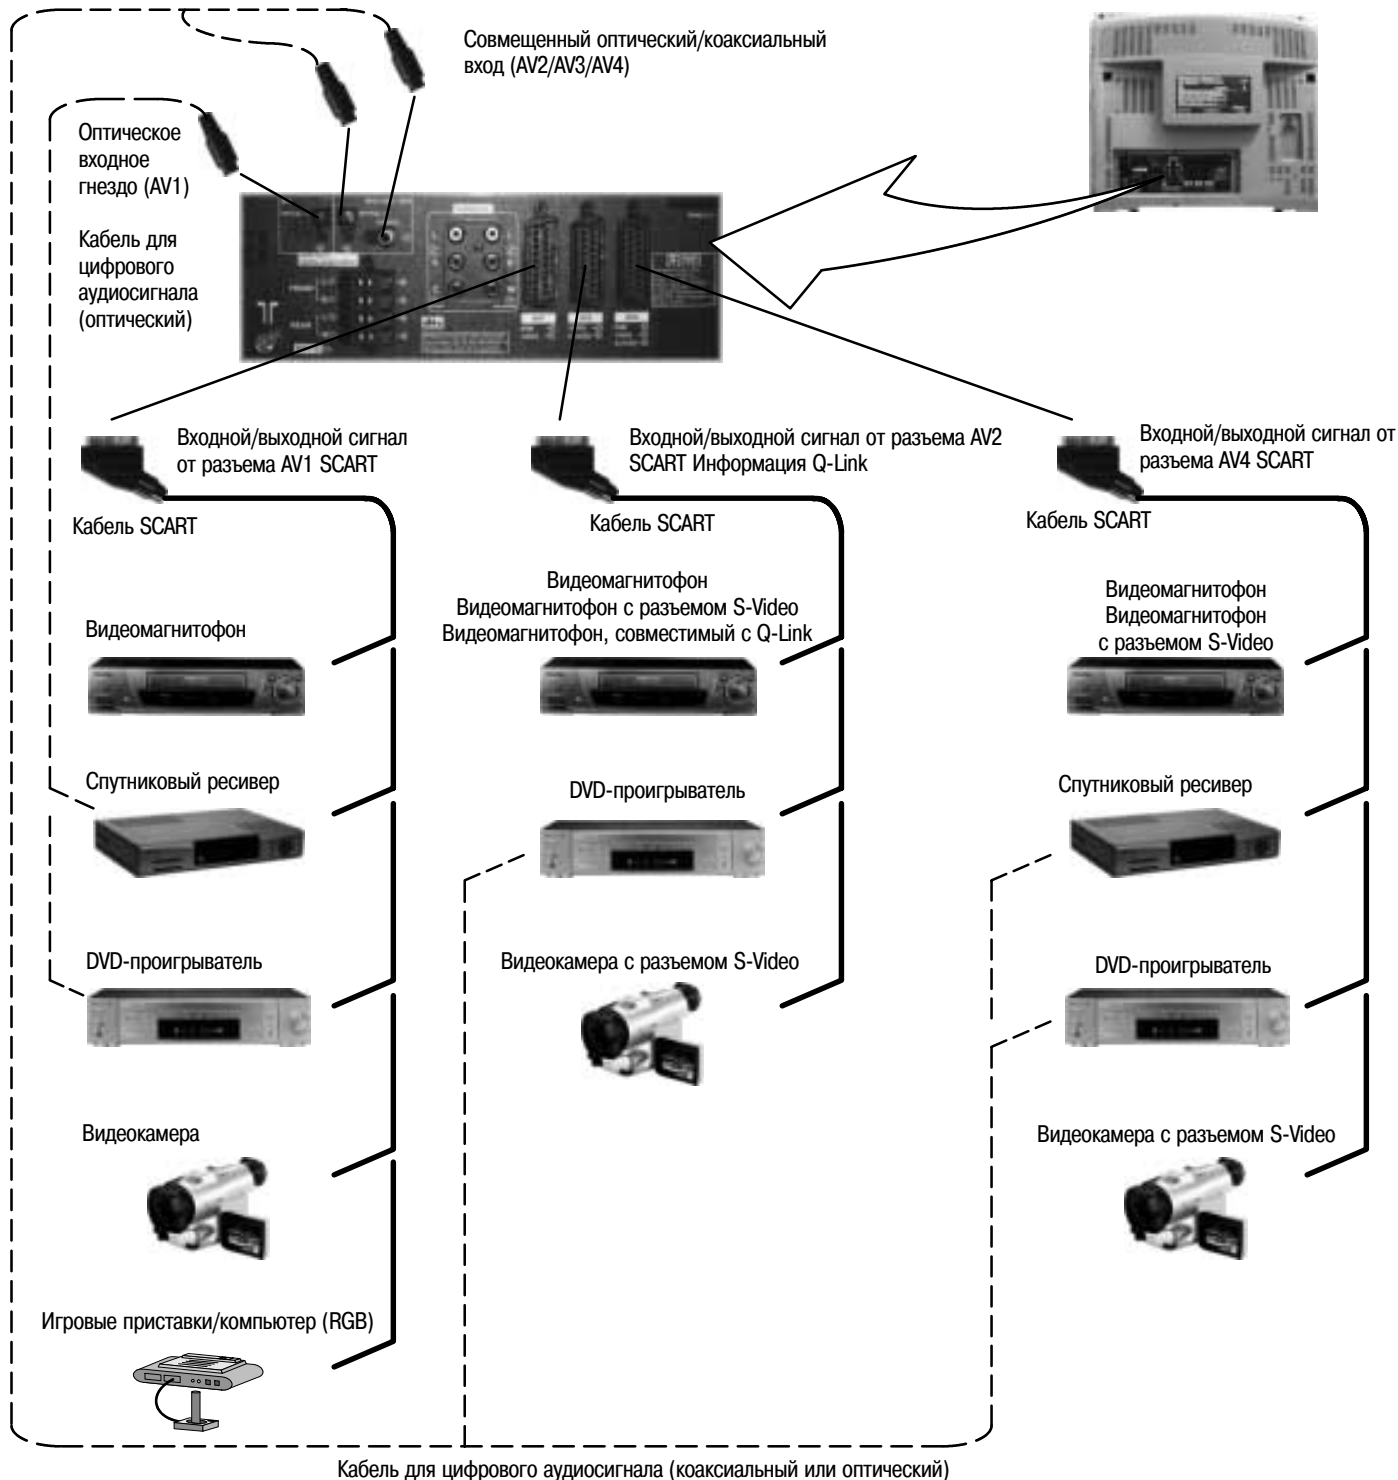 Совмещенный оптический/коаксиальный
вход (AV2/AV3/AV4)
Оптическое
входное
гнездо (AV1)
Кабель для
цифрового
аудиосигнала
(оптический)
Входной/выходной сигнал
от разъема AV1 SCART
Кабель SCART
Видеомагнитофон
Спутниковый ресивер
DVD-проигрыватель
Видеокамера
Игровые приставки/компьютер (RGB)
Входной/выходной сигнал от разъема AV2
SCART Информация Q-Link
Кабель SCART
Видеомагнитофон
Видеомагнитофон с разъемом S-Video
Видеомагнитофон, совместимый с Q-Link
DVD-проигрыватель
Видеокамера с разъемом S-Video
Входной/выходной сигнал от
разъема AV4 SCART
Кабель SCART
Видеомагнитофон
Видеомагнитофон
с разъемом S-Video
Спутниковый ресивер
DVD-проигрыватель
Видеокамера с разъемом S-Video
Кабель для цифрового аудиосигнала (коаксиальный или оптический)